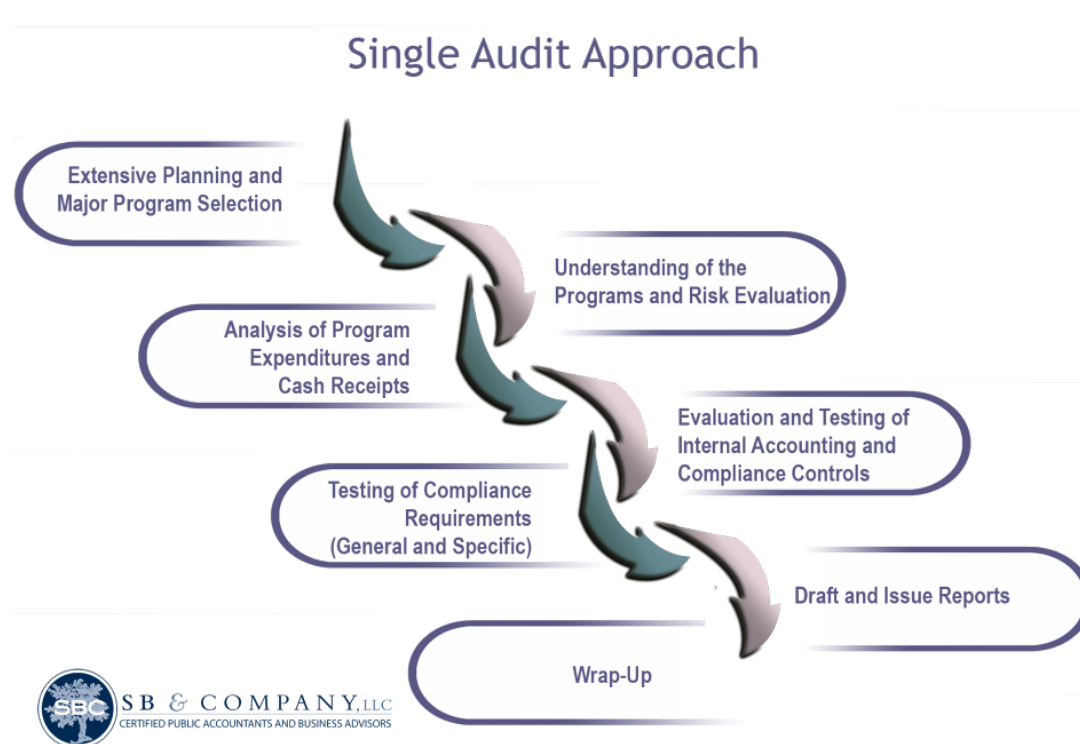 Single Audit Approach
Extensive Planning and
Major Program Selection
Understanding of the
Programs and Risk Evaluation
Analysis of Program
Expenditures and
Cash Receipts
Evaluation and Testing of
Internal Accounting and
Compliance Controls
Testing of Compliance
Requirements
(General and Specific)
Draft and Issue Reports
Wrap-Up
SBC
SB & COMPANY, LLC
CERTIFIED PUBLIC ACCOUNTANTS AND BUSINESS ADVISORS